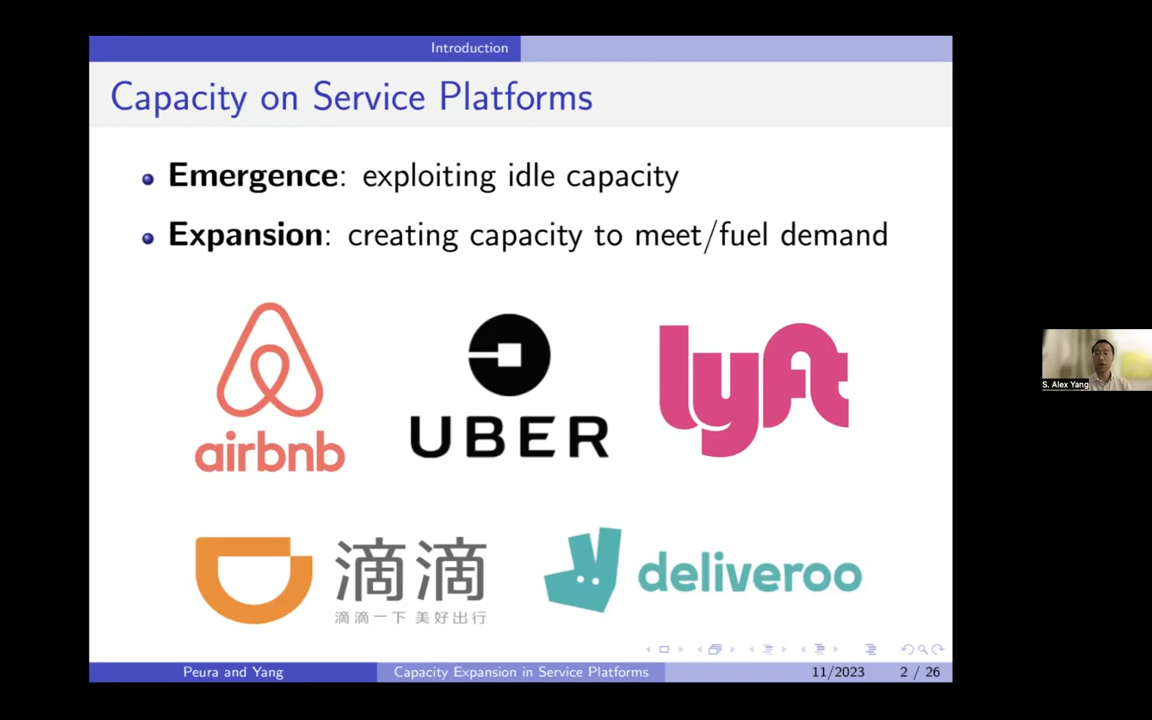 Introduction
Capacity on Service Platforms
Emergence: exploiting idle capacity
Expansion: creating capacity to meet/fuel demand
airbnb
UBER
lyft
滴滴
滴滴一下 美好出行
deliveroo
S. Alex Yang
Peura and Yang
Capacity Expansion in Service Platforms
11/2023
2 / 26